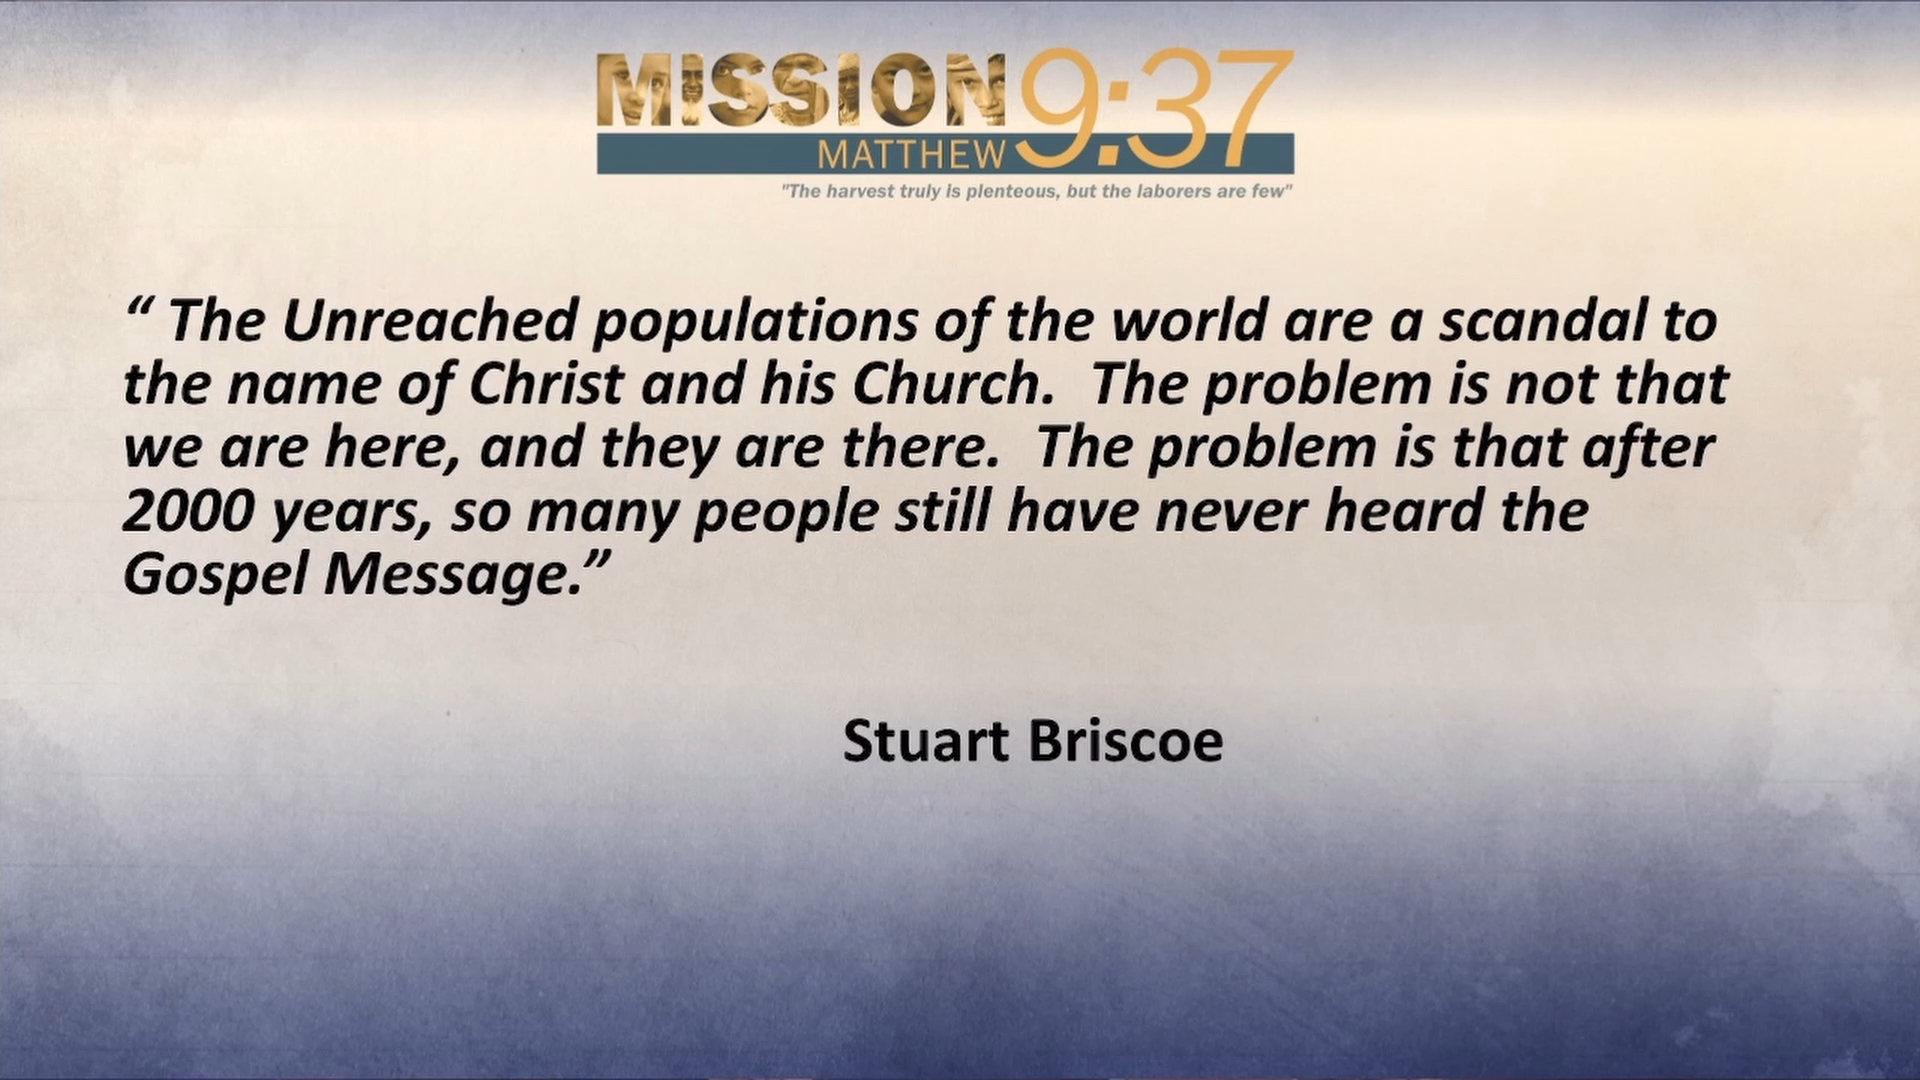 MISSION 9:37
MATTHEW
"The harvest truly is plenteous, but the laborers are few"
“ The Unreached populations of the world are a scandal to
the name of Christ and his Church.  The problem is not that
we are here, and they are there.  The problem is that after
2000 years, so many people still have never heard the
Gospel Message.”
Stuart Briscoe